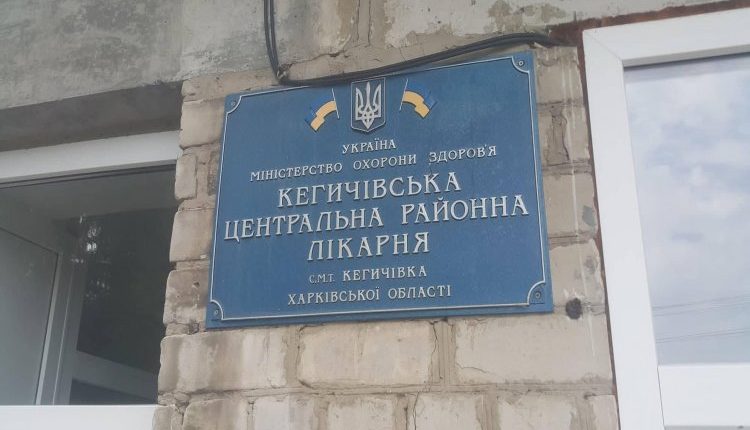 УКРАЇНА
МІНІСТЕРСТВО ОХОРОНИ ЗДОРОВ'Я
КЕГИЧІВСЬКА
ЦЕНТРАЛЬНА РАЙОННА
ЛІКАРНЯ
С.М.Т. КЕГИЧІВКА
ХАРКІВСЬКОЇ ОБЛАСТІ